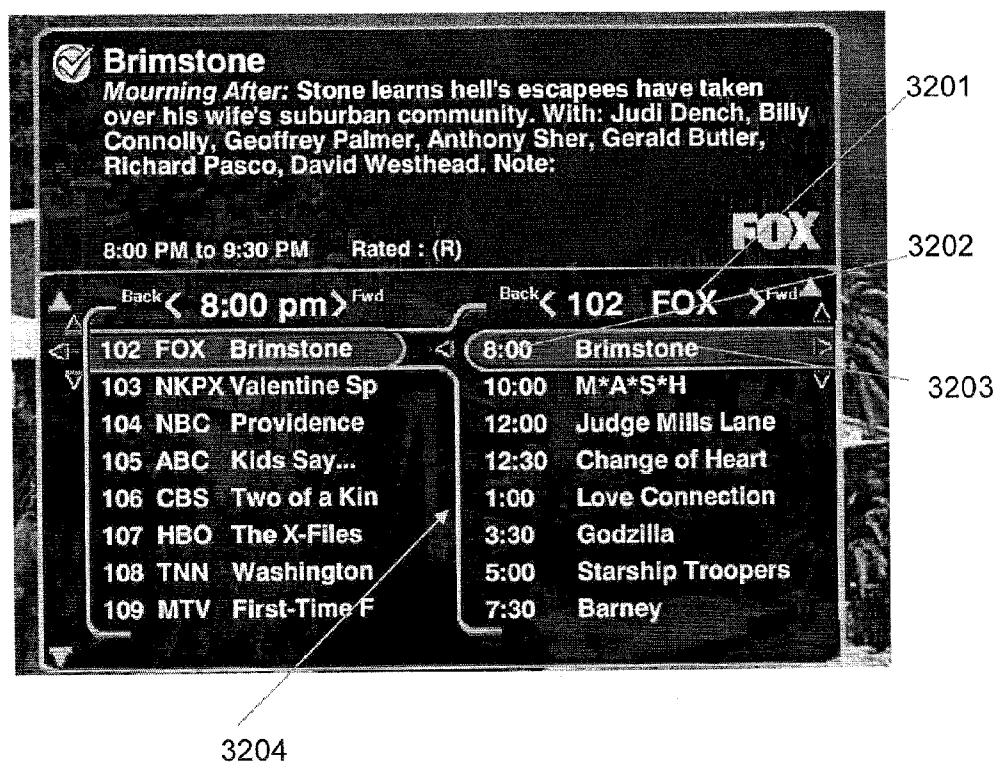 Brimstone
Mourning After: Stone learns hell's escapees have taken
over his wife's suburban community. With: Judi Dench, Billy
Connolly, Geoffrey Palmer, Anthony Sher, Gerald Butler,
Richard Pasco, David Westhead. Note:
FOX
8:00 PM to 9:30 PM Rated : (R)
Back < 8:00 pm > Fwd
102 FOX Brimstone
103 NKPX Valentine Sp
104 NBC Providence
105 ABC Kids Say...
106 CBS Two of a Kin
107 HBO The X-Files
108 TNN Washington
109 MTV First-Time F
Back < 102 FOX > Fwd
8:00 Brimstone
10:00 M*A*S*H
12:00 Judge Mills Lane
12:30 Change of Heart
1:00 Love Connection
3:30 Godzilla
5:00 Starship Troopers
7:30 Barney
3201
3202
3203
3204